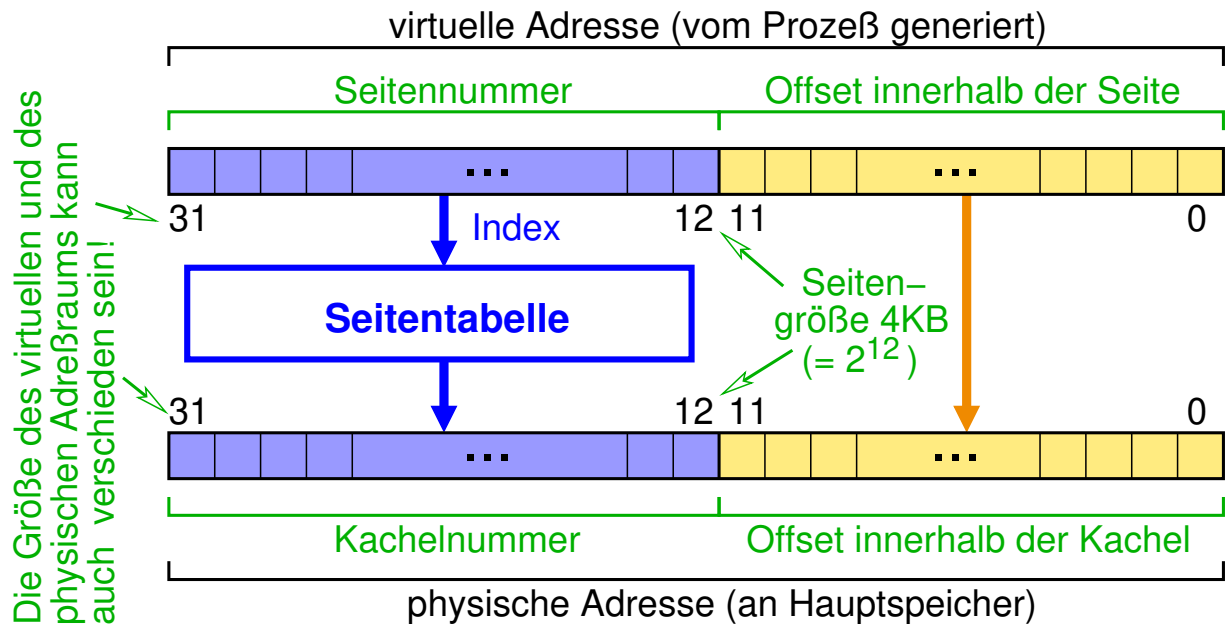 virtuelle Adresse (vom Prozeß generiert)
Seitennummer
Offset innerhalb der Seite
...
...
31
12
11
0
Index
Seitentabelle
Seiten−
größe 4KB
(= 2^12)
31
12
11
0
...
...
Kachelnummer
Offset innerhalb der Kachel
physische Adresse (an Hauptspeicher)
Die Größe des virtuellen und des
physischen Adreßraums kann
auch verschieden sein!